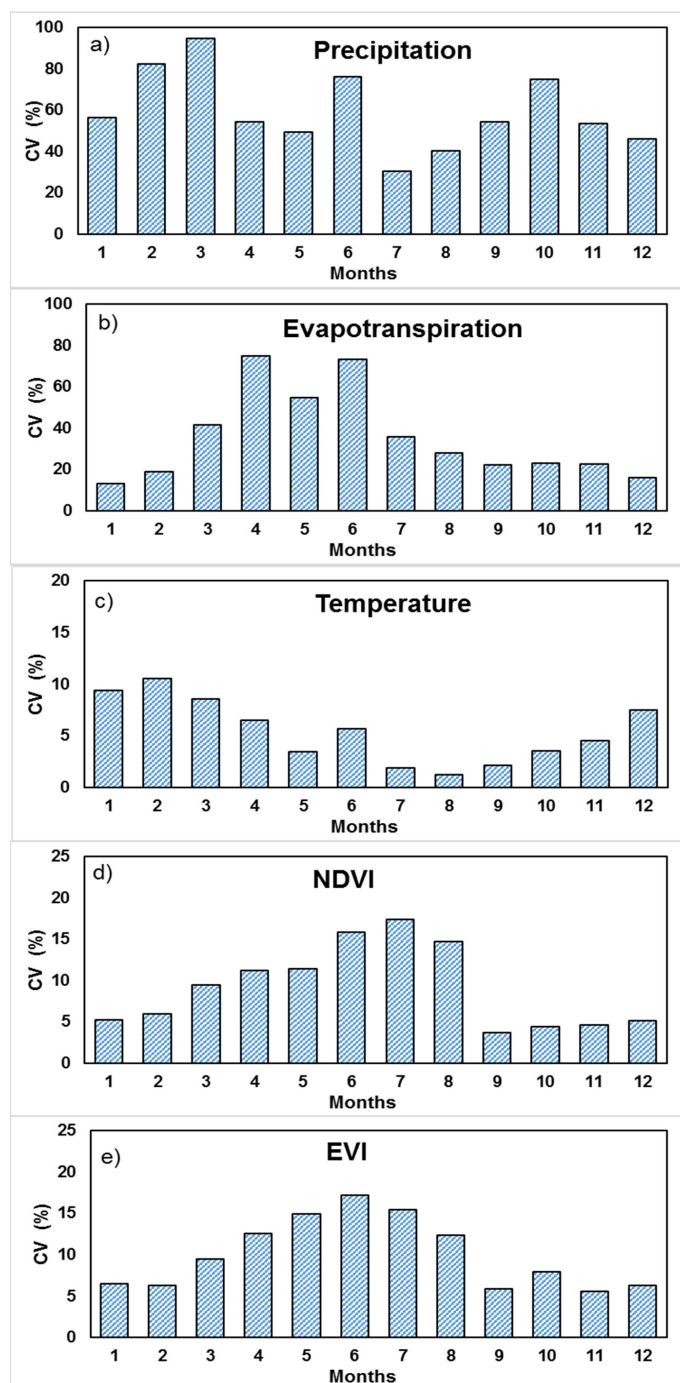 a)
Precipitation
CV (%)
100
80
60
40
20
0
1 2 3 4 5 6 7 8 9 10 11 12
Months
b)
Evapotranspiration
CV (%)
100
80
60
40
20
0
1 2 3 4 5 6 7 8 9 10 11 12
Months
c)
Temperature
CV (%)
20
15
10
5
0
1 2 3 4 5 6 7 8 9 10 11 12
Months
d)
NDVI
CV (%)
25
20
15
10
5
0
1 2 3 4 5 6 7 8 9 10 11 12
Months
e)
EVI
CV (%)
25
20
15
10
5
0
1 2 3 4 5 6 7 8 9 10 11 12
Months